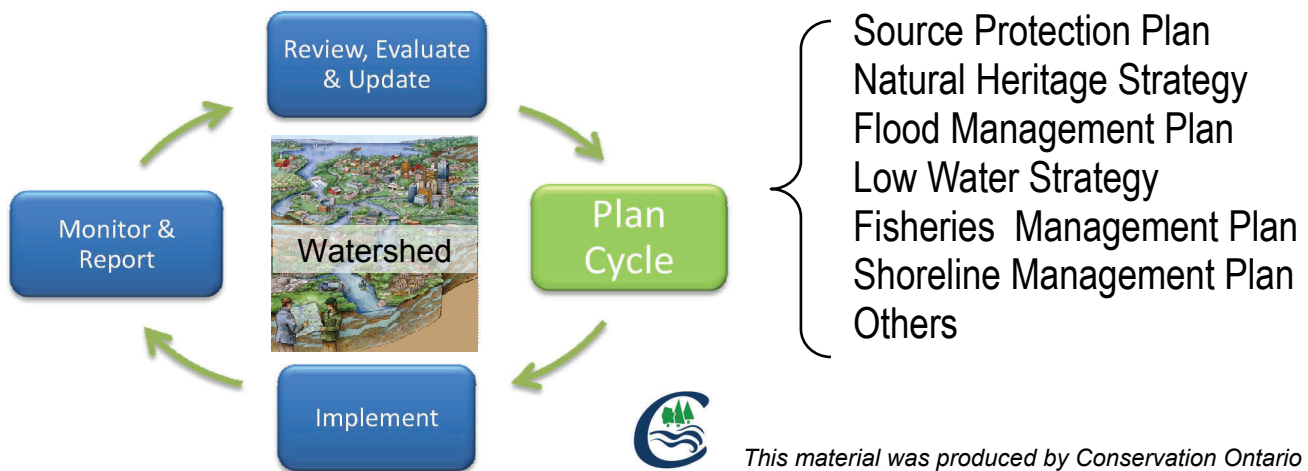 Review, Evaluate
& Update
Monitor &
Report
Watershed
Plan
Cycle
Implement
Source Protection Plan
Natural Heritage Strategy
Flood Management Plan
Low Water Strategy
Fisheries  Management Plan
Shoreline Management Plan
Others
This material was produced by Conservation Ontario